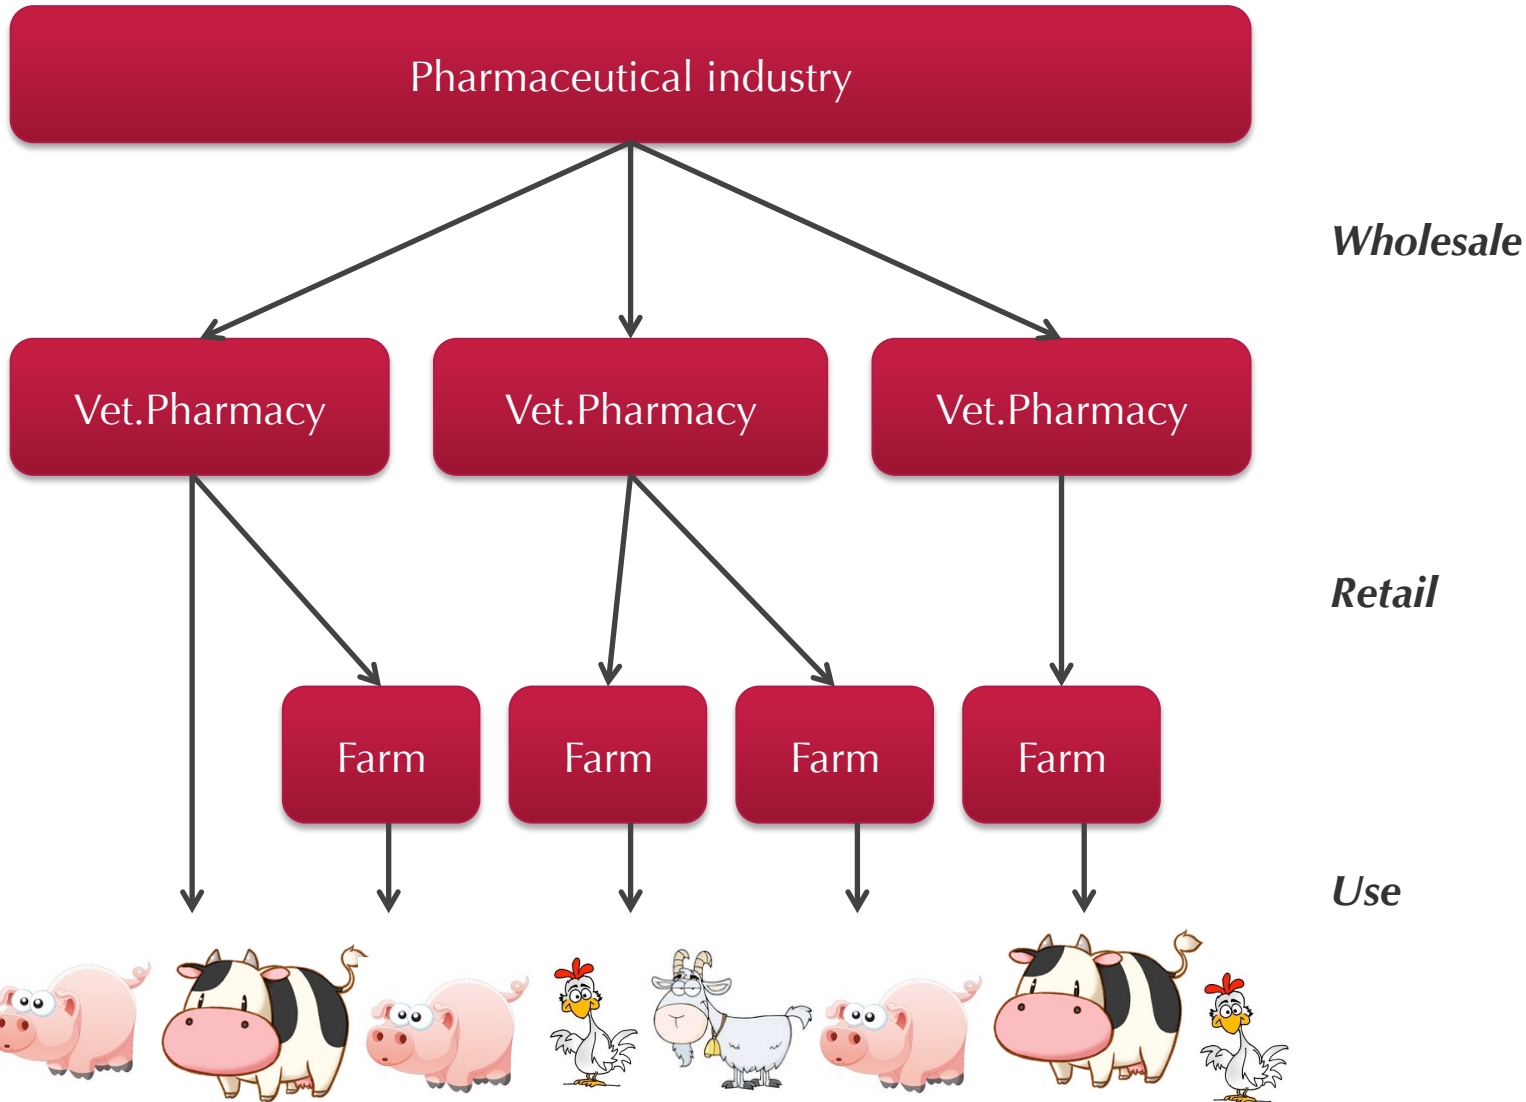 Pharmaceutical industry
Wholesale
Vet.Pharmacy
Vet.Pharmacy
Vet.Pharmacy
Retail
Farm
Farm
Farm
Farm
Use